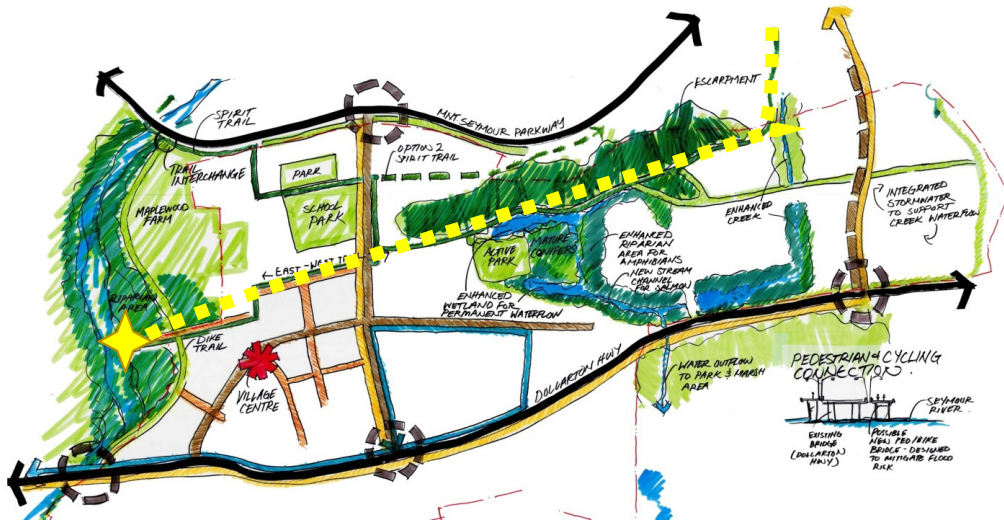 SPIRIT
TRAIL
TRAIL
INTERCHANGE
MNT SEYMOUR PARKWAY
ESCARPMENT
OPTION 2
SPIRIT TRAIL
PARK
SCHOOL
PARK
MAPLEWOOD
FARM
ENHANCED
CREEK
INTEGRATED
STORMWATER
TO SUPPORT
CREEK WATERFLOW
ACTIVE
PARK
MATURE
CONIFERS
ENHANCED
RIPARIAN
AREA FOR
AMPHIBIANS
NEW STREAM
CHANNEL
FOR SALMON
EAST-WEST
RIPARIAN
AREA
ENHANCED
WETLAND FOR
PERMANENT WATERFLOW
DIKE
TRAIL
VILLAGE
CENTRE
DOLLARTON HWY
WATER OUTFLOW
TO PARK & MARSH
AREA
PEDESTRIAN & CYCLING
CONNECTION.
SEYMOUR
RIVER.
EXISTING
BRIDGE
(DOLLARTON
HWY)
POSSIBLE
NEW PED/BIKE
BRIDGE - DESIGNED
TO MITIGATE FLOOD
RISK